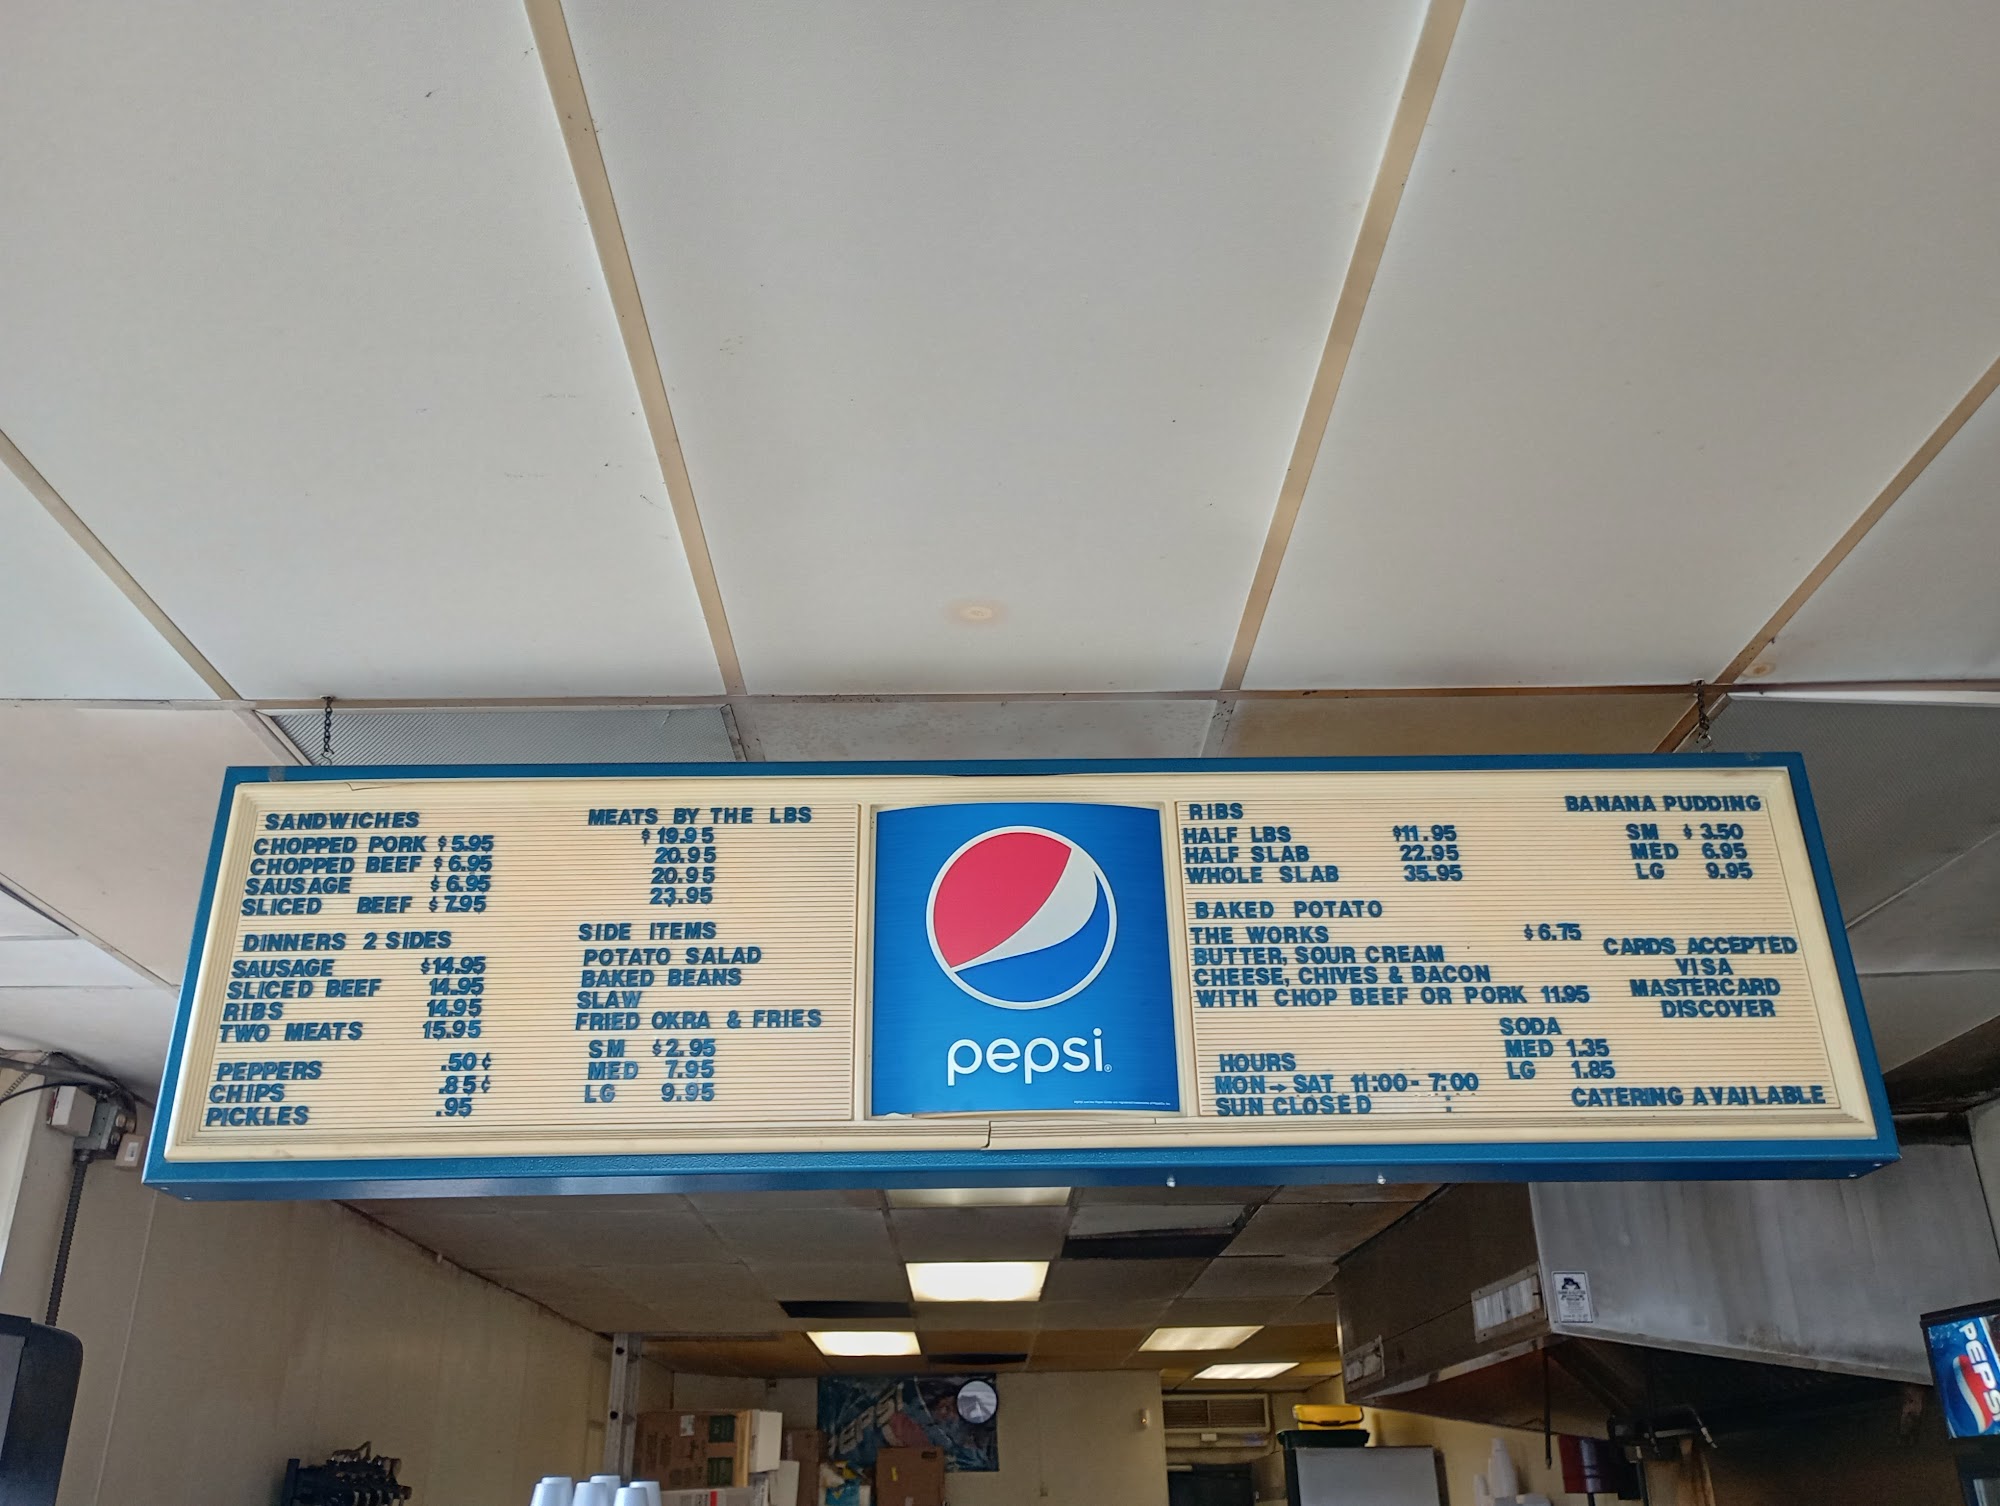 SANDWICHES
CHOPPED PORK $5.95
CHOPPED BEEF $6.95
SAUSAGE $6.95
SLICED BEEF $7.95
DINNERS 2 SIDES
SAUSAGE $14.95
SLICED BEEF 14.95
RIBS 14.95
TWO MEATS 15.95
PEPPERS .50¢
CHIPS .85¢
PICKLES .95
MEATS BY THE LBS
$19.95
20.95
20.95
23.95
SIDE ITEMS
POTATO SALAD
BAKED BEANS
SLAW
FRIED OKRA & FRIES
SM $2.95
MED 7.95
LG 9.95
pepsi®
RIBS
HALF LBS $11.95
HALF SLAB 22.95
WHOLE SLAB 35.95
BANANA PUDDING
SM $3.50
MED 6.95
LG 9.95
BAKED POTATO
THE WORKS $6.75
BUTTER, SOUR CREAM
CHEESE, CHIVES & BACON
WITH CHOP BEEF OR PORK 11.95
CARDS ACCEPTED
VISA
MASTERCARD
DISCOVER
SODA
MED 1.35
LG 1.85
HOURS
MON→SAT 11:00-7:00
SUN CLOSED :
CATERING AVAILABLE
PEPSI
PEPSI